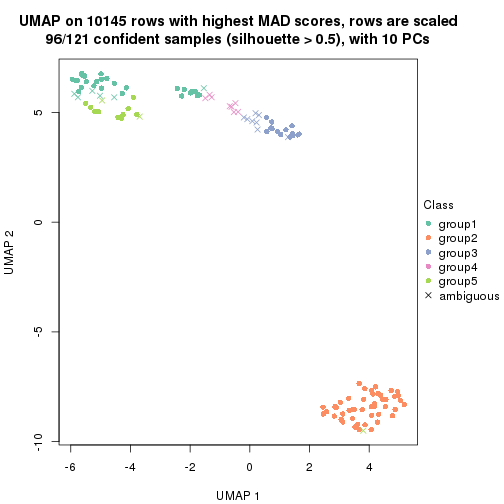 UMAP on 10145 rows with highest MAD scores, rows are scaled
96/121 confident samples (silhouette > 0.5), with 10 PCs
5
0
-5
-10
UMAP 2
-6 -4 -2 0 2 4
UMAP 1
Class
group1
group2
group3
group4
group5
ambiguous